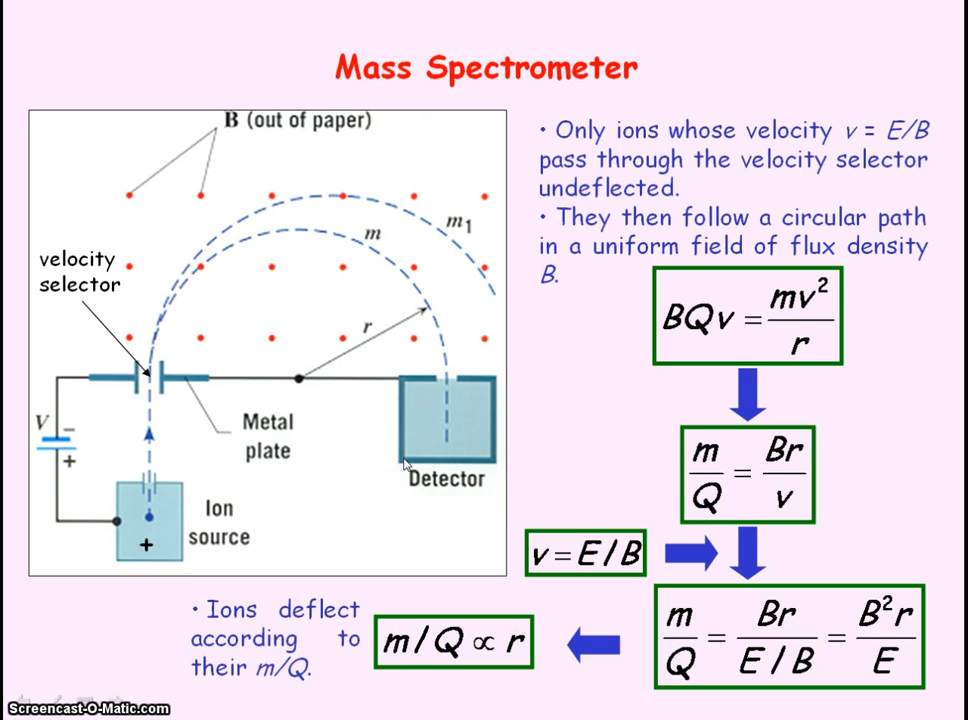 Mass Spectrometer
B (out of paper)
m₁
m
velocity
selector
r
V
−
+
Metal
plate
Detector
Ion
source
+
• Only ions whose velocity v = E/B
pass through the velocity selector
undeflected.
• They then follow a circular path
in a uniform field of flux density
B.
BQv = mv²/r
m/Q = Br/v
v = E / B
m/Q = Br/(E / B) = B²r/E
• Ions deflect
according to
their m/Q.
m / Q ∝ r
Screencast-O-Matic.com